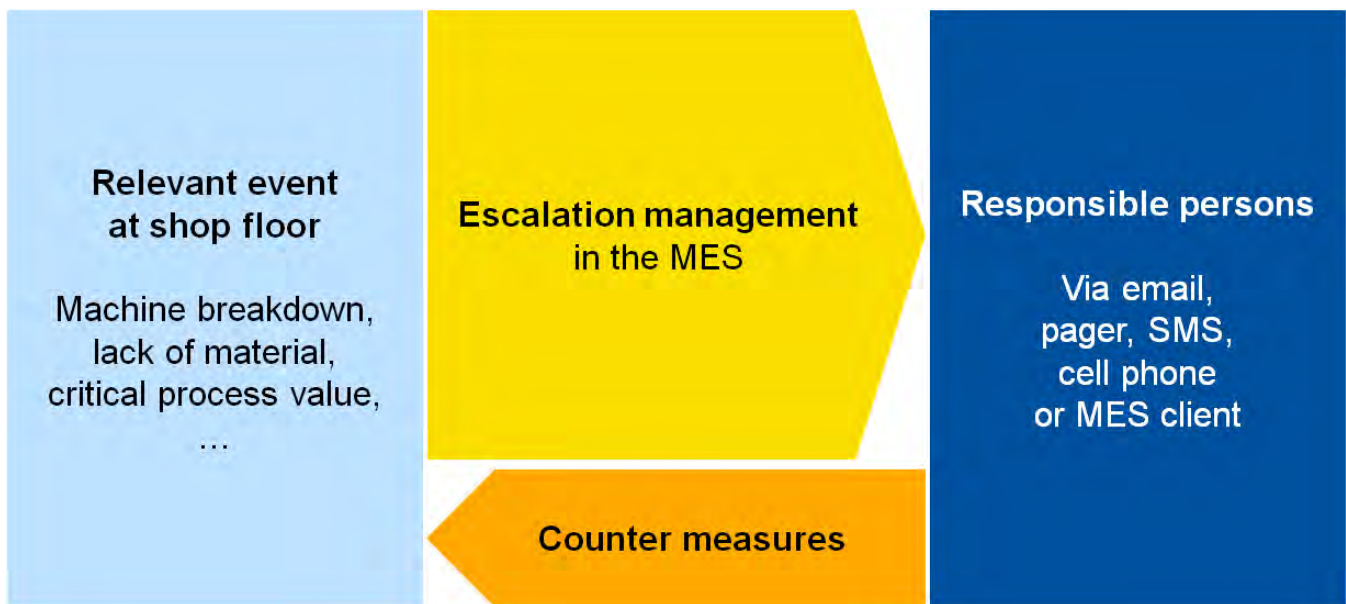 Relevant event
at shop floor
Machine breakdown,
lack of material,
critical process value,
…
Escalation management
in the MES
Counter measures
Responsible persons
Via email,
pager, SMS,
cell phone
or MES client